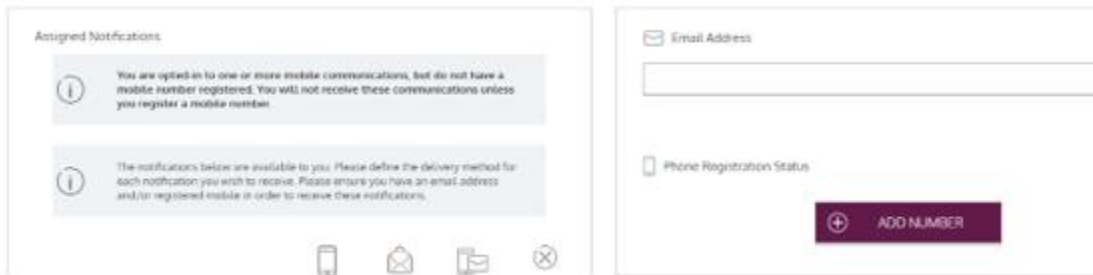 Assigned Notifications
You are opted-in to one or more mobile communications, but do not have a
mobile number registered. You will not receive these communications unless
you register a mobile number.
The notifications below are available to you. Please define the delivery method for
each notification you wish to receive. Please ensure you have an email address
and/or registered mobile in order to receive these notifications.
Email Address
Phone Registration Status
ADD NUMBER